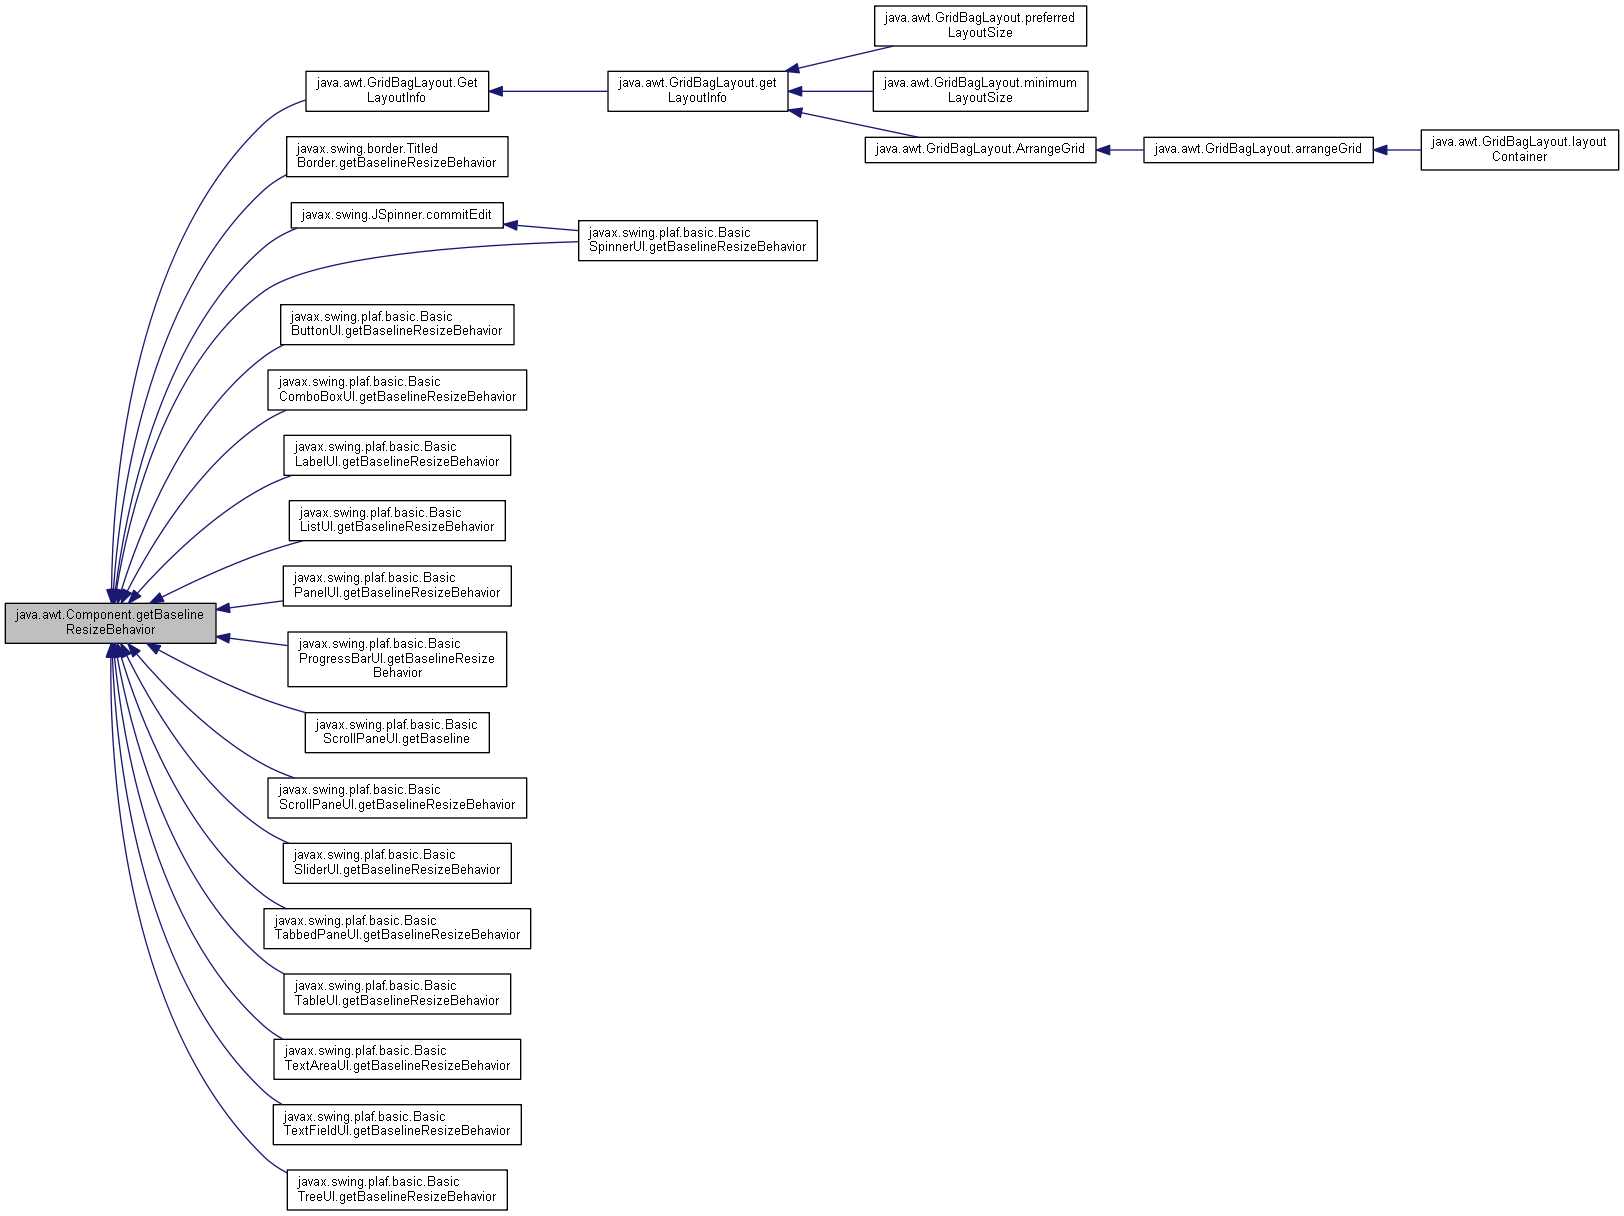 java.awt.GridBagLayout.preferred
LayoutSize
java.awt.GridBagLayout.Get
LayoutInfo
java.awt.GridBagLayout.get
LayoutInfo
java.awt.GridBagLayout.minimum
LayoutSize
java.awt.GridBagLayout.ArrangeGrid
java.awt.GridBagLayout.arrangeGrid
java.awt.GridBagLayout.layout
Container
javax.swing.border.Titled
Border.getBaselineResizeBehavior
javax.swing.JSpinner.commitEdit
javax.swing.plaf.basic.Basic
SpinnerUI.getBaselineResizeBehavior
javax.swing.plaf.basic.Basic
ButtonUI.getBaselineResizeBehavior
javax.swing.plaf.basic.Basic
ComboBoxUI.getBaselineResizeBehavior
javax.swing.plaf.basic.Basic
LabelUI.getBaselineResizeBehavior
javax.swing.plaf.basic.Basic
ListUI.getBaselineResizeBehavior
javax.swing.plaf.basic.Basic
PanelUI.getBaselineResizeBehavior
java.awt.Component.getBaseline
ResizeBehavior
javax.swing.plaf.basic.Basic
ProgressBarUI.getBaselineResize
Behavior
javax.swing.plaf.basic.Basic
ScrollPaneUI.getBaseline
javax.swing.plaf.basic.Basic
ScrollPaneUI.getBaselineResizeBehavior
javax.swing.plaf.basic.Basic
SliderUI.getBaselineResizeBehavior
javax.swing.plaf.basic.Basic
TabbedPaneUI.getBaselineResizeBehavior
javax.swing.plaf.basic.Basic
TableUI.getBaselineResizeBehavior
javax.swing.plaf.basic.Basic
TextAreaUI.getBaselineResizeBehavior
javax.swing.plaf.basic.Basic
TextFieldUI.getBaselineResizeBehavior
javax.swing.plaf.basic.Basic
TreeUI.getBaselineResizeBehavior